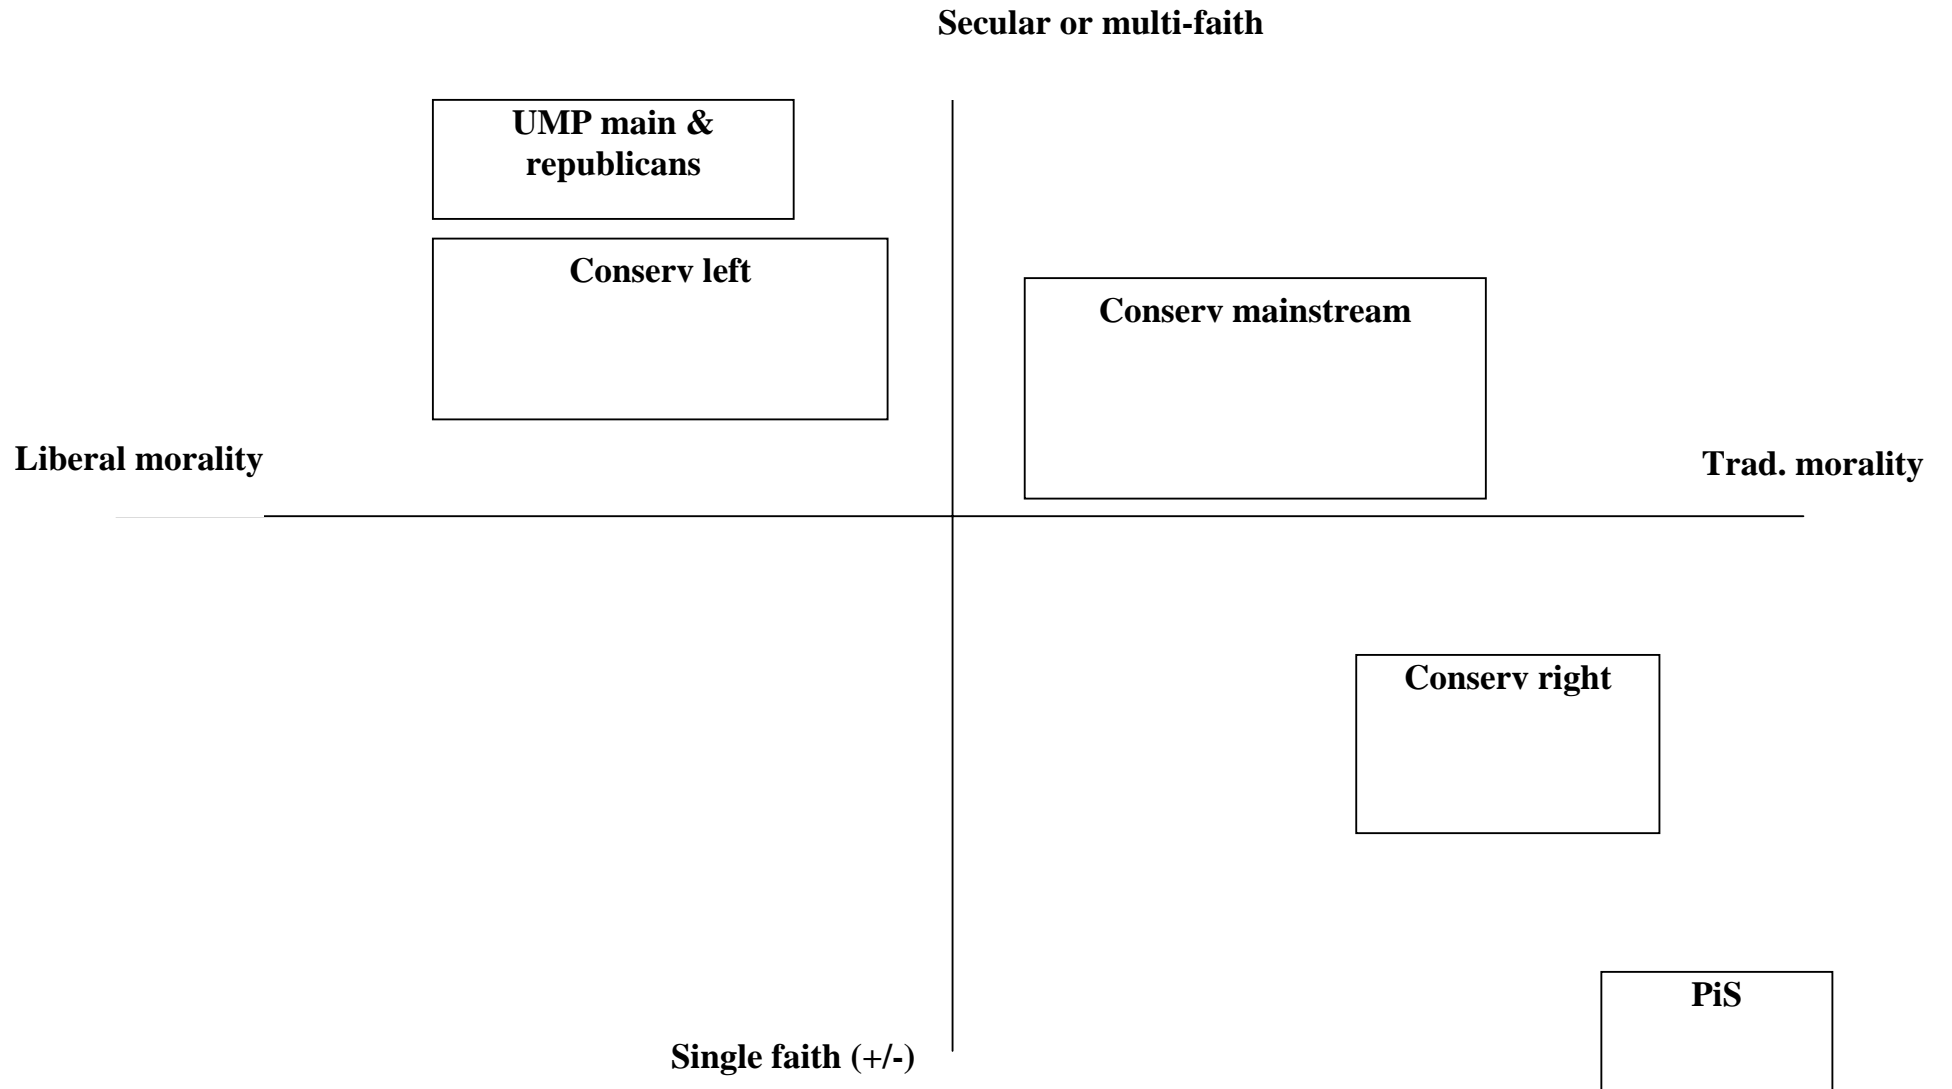 Secular or multi-faith
UMP main &
republicans
Conserv left
Conserv mainstream
Liberal morality
Trad. morality
Conserv right
PiS
Single faith (+/-)